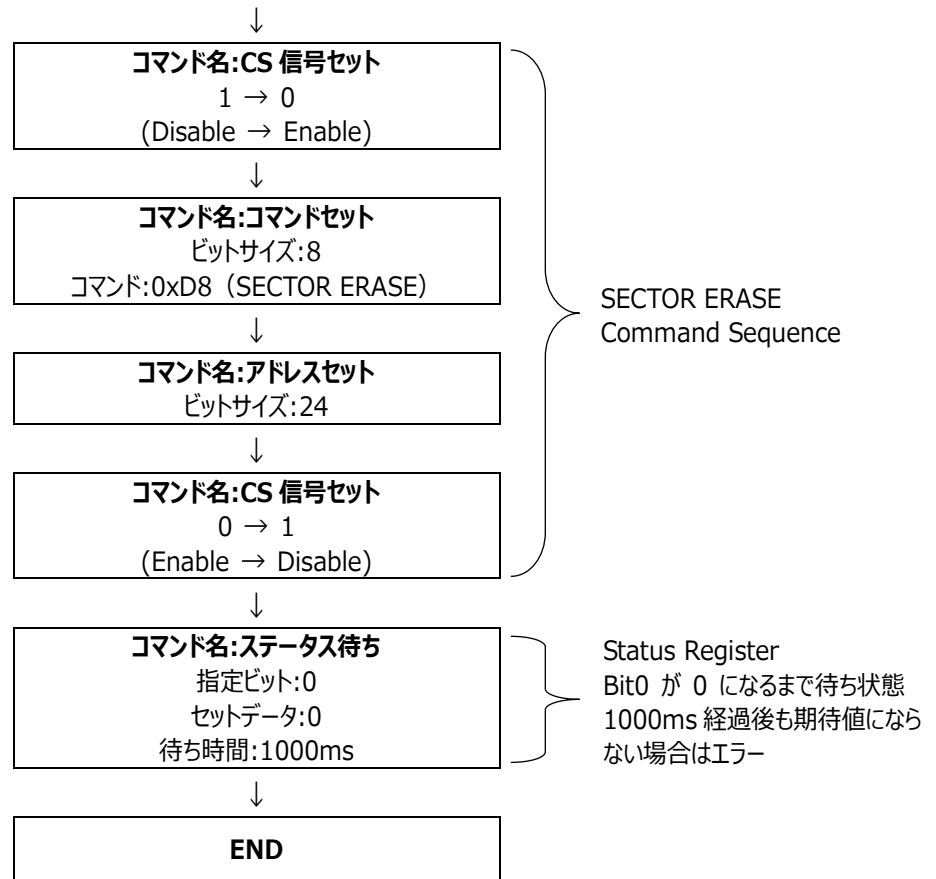 ↓
コマンド名:CS 信号セット
1 → 0
(Disable → Enable)
↓
コマンド名:コマンドセット
ビットサイズ:8
コマンド:0xD8（SECTOR ERASE）
↓
コマンド名:アドレスセット
ビットサイズ:24
↓
コマンド名:CS 信号セット
0 → 1
(Enable → Disable)
SECTOR ERASE
Command Sequence
↓
コマンド名:ステータス待ち
指定ビット:0
セットデータ:0
待ち時間:1000ms
Status Register
Bit0 が 0 になるまで待ち状態
1000ms 経過後も期待値になら
ない場合はエラー
↓
END